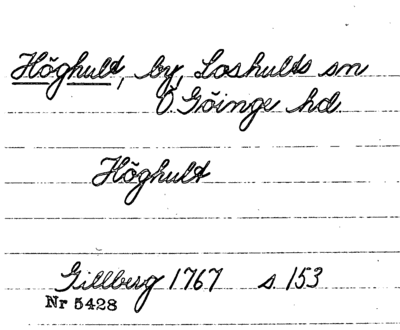 Höghult, by, Loshults sn
Ö Göinge hd
Höghult
Gillberg 1767 s 153
Nr 5428